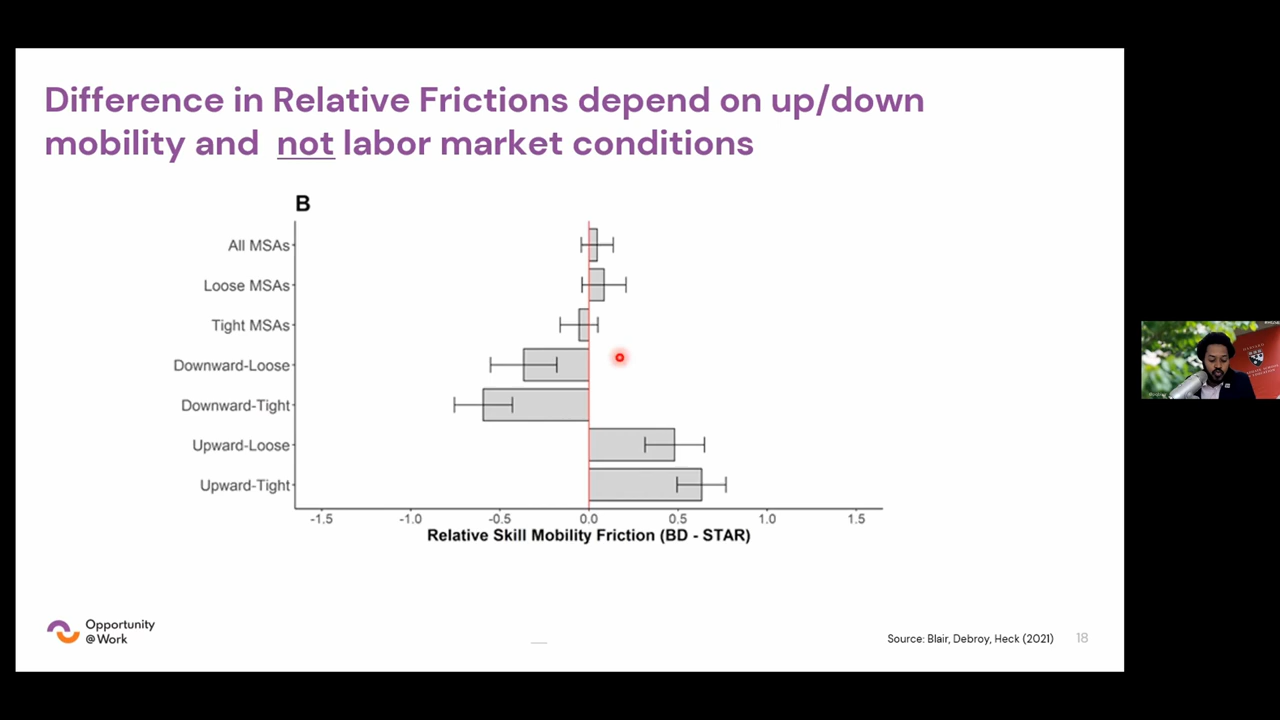 Difference in Relative Frictions depend on up/down
mobility and not labor market conditions
B
All MSAs
Loose MSAs
Tight MSAs
Downward-Loose
Downward-Tight
Upward-Loose
Upward-Tight
-1.5 -1.0 -0.5 0.0 0.5 1.0 1.5
Relative Skill Mobility Friction (BD - STAR)
Opportunity
@Work
Source: Blair, Debroy, Heck (2021) 18
HARVARD